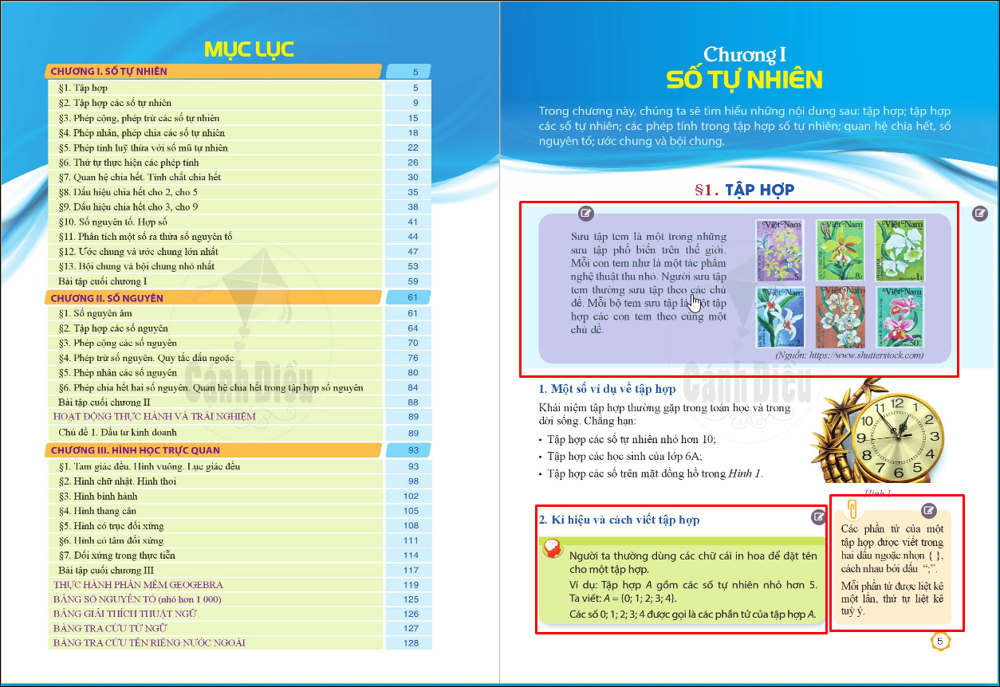 MỤC LỤC
CHƯƠNG I. SỐ TỰ NHIÊN 5
§1. Tập hợp 5
§2. Tập hợp các số tự nhiên 9
§3. Phép cộng, phép trừ các số tự nhiên 15
§4. Phép nhân, phép chia các số tự nhiên 18
§5. Phép tính luỹ thừa với số mũ tự nhiên 22
§6. Thứ tự thực hiện các phép tính 26
§7. Quan hệ chia hết. Tính chất chia hết 30
§8. Dấu hiệu chia hết cho 2, cho 5 35
§9. Dấu hiệu chia hết cho 3, cho 9 38
§10. Số nguyên tố. Hợp số 41
§11. Phân tích một số ra thừa số nguyên tố 44
§12. Ước chung và ước chung lớn nhất 47
§13. Bội chung và bội chung nhỏ nhất 53
Bài tập cuối chương I 59
CHƯƠNG II. SỐ NGUYÊN 61
§1. Số nguyên âm 61
§2. Tập hợp các số nguyên 64
§3. Phép cộng các số nguyên 70
§4. Phép trừ số nguyên. Quy tắc dấu ngoặc 76
§5. Phép nhân các số nguyên 80
§6. Phép chia hết hai số nguyên. Quan hệ chia hết trong tập hợp số nguyên 84
Bài tập cuối chương II 88
HOẠT ĐỘNG THỰC HÀNH VÀ TRẢI NGHIỆM 89
Chủ đề 1. Đầu tư kinh doanh 89
CHƯƠNG III. HÌNH HỌC TRỰC QUAN 93
§1. Tam giác đều. Hình vuông. Lục giác đều 93
§2. Hình chữ nhật. Hình thoi 98
§3. Hình bình hành 102
§4. Hình thang cân 105
§5. Hình có trục đối xứng 108
§6. Hình có tâm đối xứng 111
§7. Đối xứng trong thực tiễn 114
Bài tập cuối chương III 117
THỰC HÀNH PHẦN MỀM GEOGEBRA 119
BẢNG SỐ NGUYÊN TỐ (nhỏ hơn 1 000) 125
BẢNG GIẢI THÍCH THUẬT NGỮ 126
BẢNG TRA CỨU TỪ NGỮ 127
BẢNG TRA CỨU TÊN RIÊNG NƯỚC NGOÀI 128
Cánh Diều
Chương I
SỐ TỰ NHIÊN
Trong chương này, chúng ta sẽ tìm hiểu những nội dung sau: tập hợp; tập hợp
các số tự nhiên; các phép tính trong tập hợp số tự nhiên; quan hệ chia hết, số
nguyên tố; ước chung và bội chung.
§1. TẬP HỢP
Sưu tập tem là một trong những
sưu tập phổ biến trên thế giới.
Mỗi con tem như là một tác phẩm
nghệ thuật thu nhỏ. Người sưu tập
tem thường sưu tập theo các chủ
đề. Mỗi bộ tem sưu tập là một tập
hợp các con tem theo cùng một
chủ đề.
Việt Nam 5
Việt Nam 8đ
Việt Nam 1đ
Việt Nam 2đ
Việt Nam 50
Việt Nam 50
(Nguồn: https://www.shutterstock.com)
Cánh Diều
1. Một số ví dụ về tập hợp
Khái niệm tập hợp thường gặp trong toán học và trong
đời sống. Chẳng hạn:
• Tập hợp các số tự nhiên nhỏ hơn 10;
• Tập hợp các học sinh của lớp 6A;
• Tập hợp các số trên mặt đồng hồ trong Hình 1.
12 1 2 3 4 5 6 7 8 9 10 11
Hình 1
2. Kí hiệu và cách viết tập hợp
Người ta thường dùng các chữ cái in hoa để đặt tên
cho một tập hợp.
Ví dụ: Tập hợp A gồm các số tự nhiên nhỏ hơn 5.
Ta viết: A = {0; 1; 2; 3; 4}.
Các số 0; 1; 2; 3; 4 được gọi là các phần tử của tập hợp A.
Các phần tử của một
tập hợp được viết trong
hai dấu ngoặc nhọn { },
cách nhau bởi dấu “;”.
Mỗi phần tử được liệt kê
một lần, thứ tự liệt kê
tuỳ ý.
5